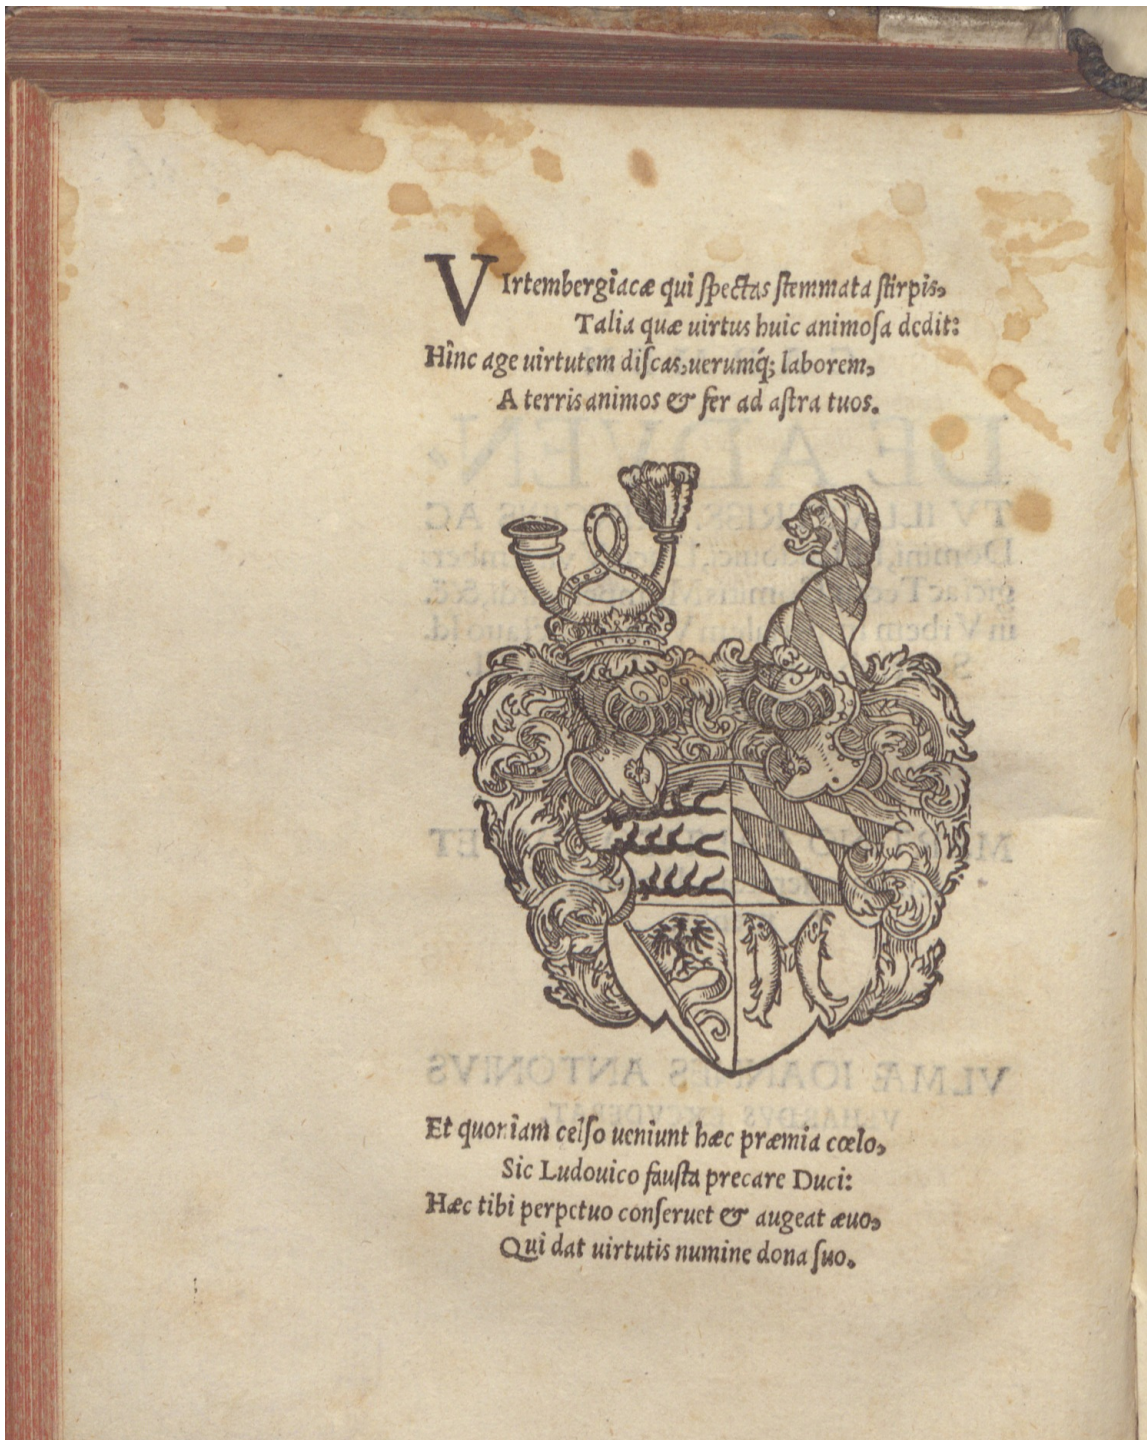 VIrtembergiacæ qui ſpectas ſtemmata ſtirpis,
Talia quæ uirtus huic animoſa dedit:
Hinc age uirtutem diſcas, uerumq́; laborem,
A terris animos & fer ad aſtra tuos.
Et quoniam celſo ueniunt hæc præmia cœlo,
Sic Ludouico fauſta precare Duci:
Hæc tibi perpetuo conſeruet & augeat æuo,
Qui dat uirtutis numine dona ſuo.